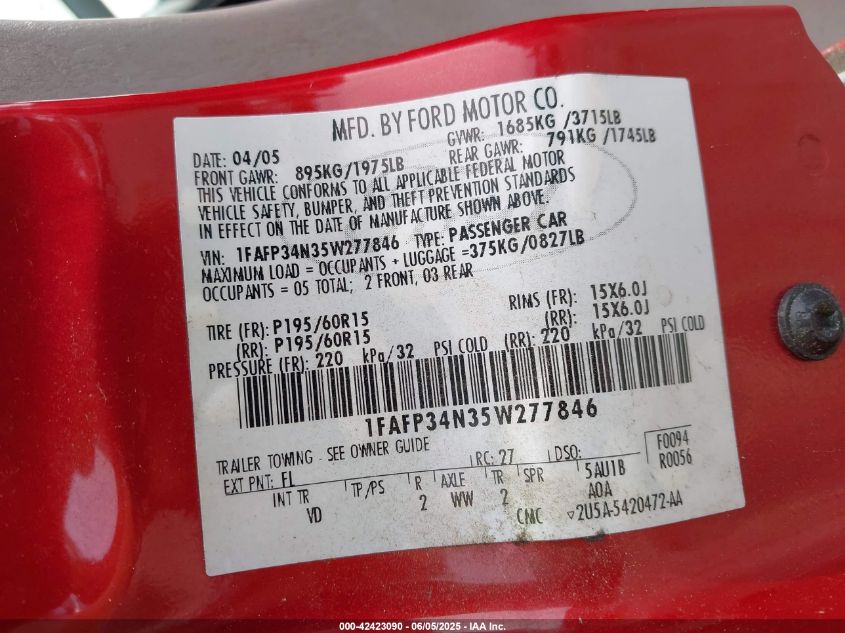 MFD. BY FORD MOTOR CO.
DATE: 04/05 GVWR: 1685KG /3715LB
FRONT GAWR: 895KG/1975LB REAR GAWR: 791KG /1745LB
THIS VEHICLE CONFORMS TO ALL APPLICABLE FEDERAL MOTOR
VEHICLE SAFETY, BUMPER, AND THEFT PREVENTION STANDARDS
IN EFFECT ON THE DATE OF MANUFACTURE SHOWN ABOVE.
VIN: 1FAFP34N35W277846 TYPE: PASSENGER CAR
MAXIMUM LOAD = OCCUPANTS + LUGGAGE =375KG/0827LB
OCCUPANTS = 05 TOTAL; 2 FRONT, 03 REAR
TIRE (FR): P195/60R15 RIMS (FR): 15X6.0J
(RR): P195/60R15 (RR): 15X6.0J
PRESSURE (FR): 220 kPa/32 PSI COLD (RR): 220 kPa/32 PSI COLD
1FAFP34N35W277846
TRAILER TOWING - SEE OWNER GUIDE
EXT PNT: FL RC: 27 DSO: F0094
R0056
INT TR TP/PS R AXLE TR SPR 5AU1B
VD 2 WW 2 A0A
CMC ▽2U5A-5420472-AA
000-42423090 - 06/05/2025 - IAA Inc.